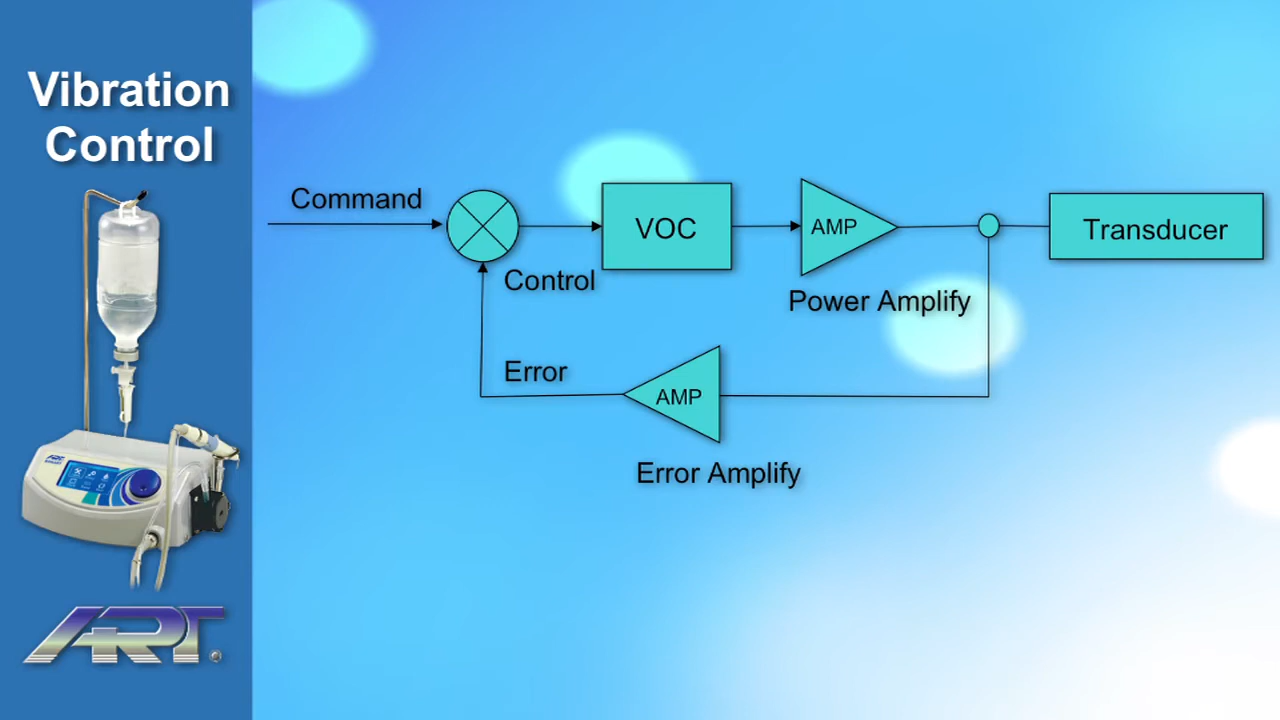 Vibration
Control
Command
VOC
AMP
Transducer
Control
Power Amplify
Error
AMP
Error Amplify
ART